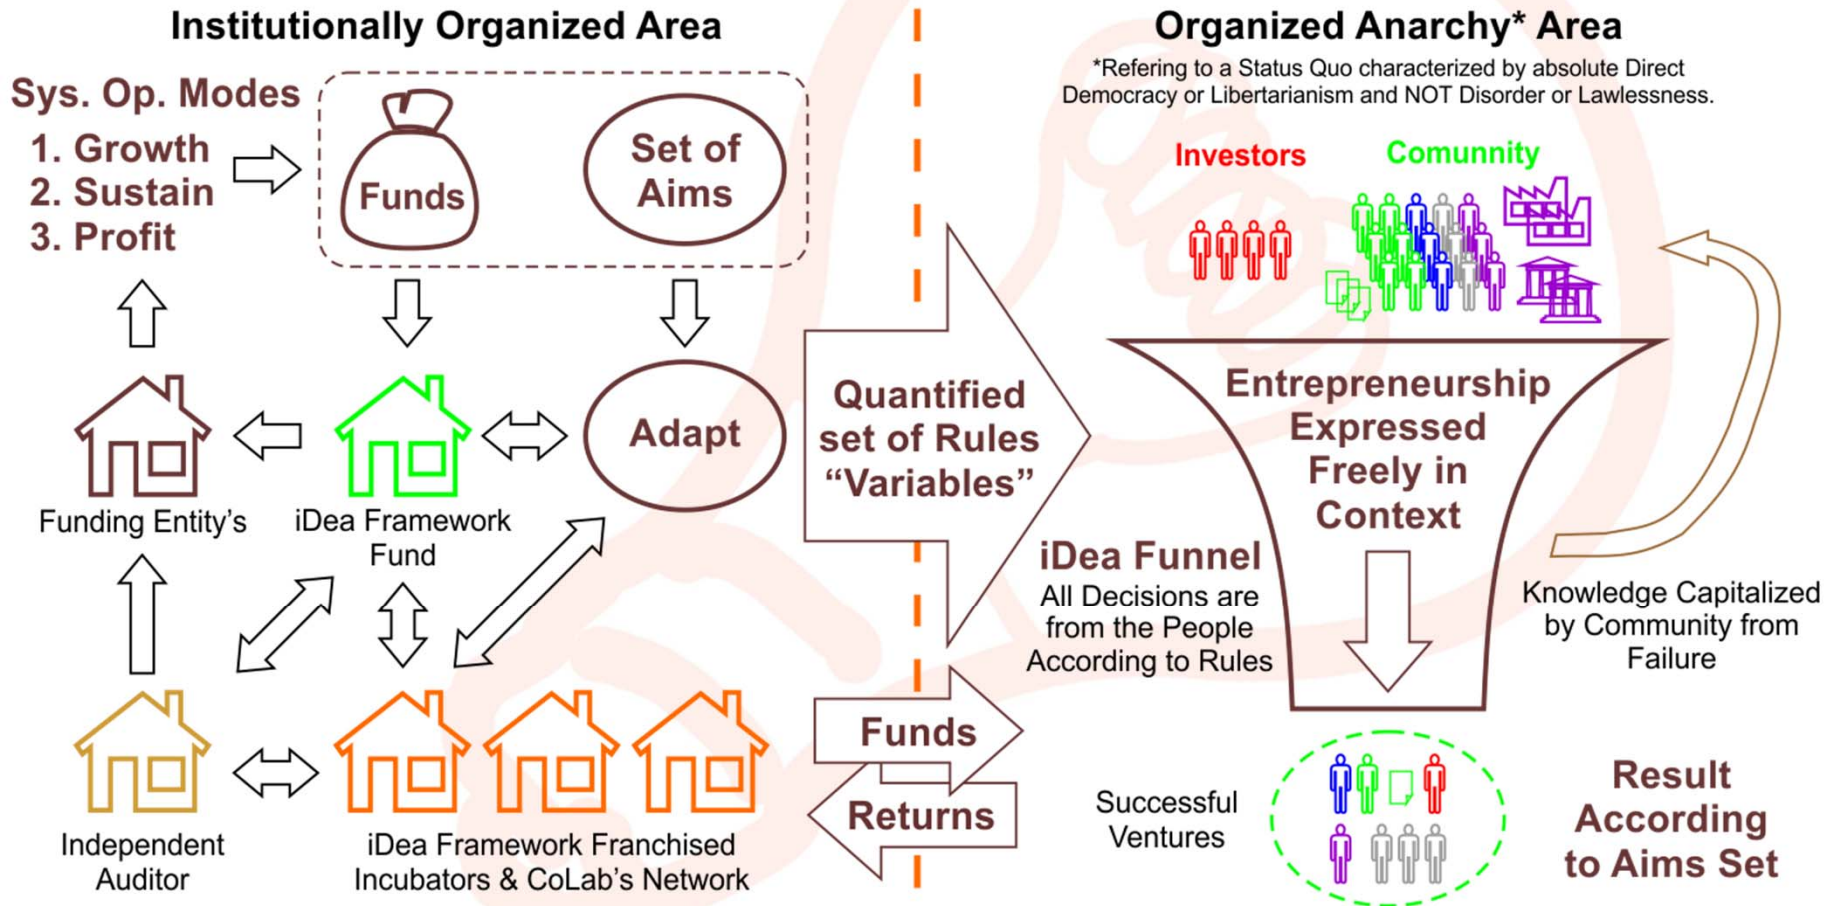 Institutionally Organized Area
Sys. Op. Modes
1. Growth
2. Sustain
3. Profit
Funds
Set of
Aims
Adapt
Funding Entity's
iDea Framework
Fund
Independent
Auditor
iDea Framework Franchised
Incubators & CoLab's Network
Quantified
set of Rules
“Variables”
Funds
Returns
Organized Anarchy* Area
*Refering to a Status Quo characterized by absolute Direct
Democracy or Libertarianism and NOT Disorder or Lawlessness.
Investors
Comunnity
Entrepreneurship
Expressed
Freely in
Context
iDea Funnel
All Decisions are
from the People
According to Rules
Knowledge Capitalized
by Community from
Failure
Successful
Ventures
Result
According
to Aims Set